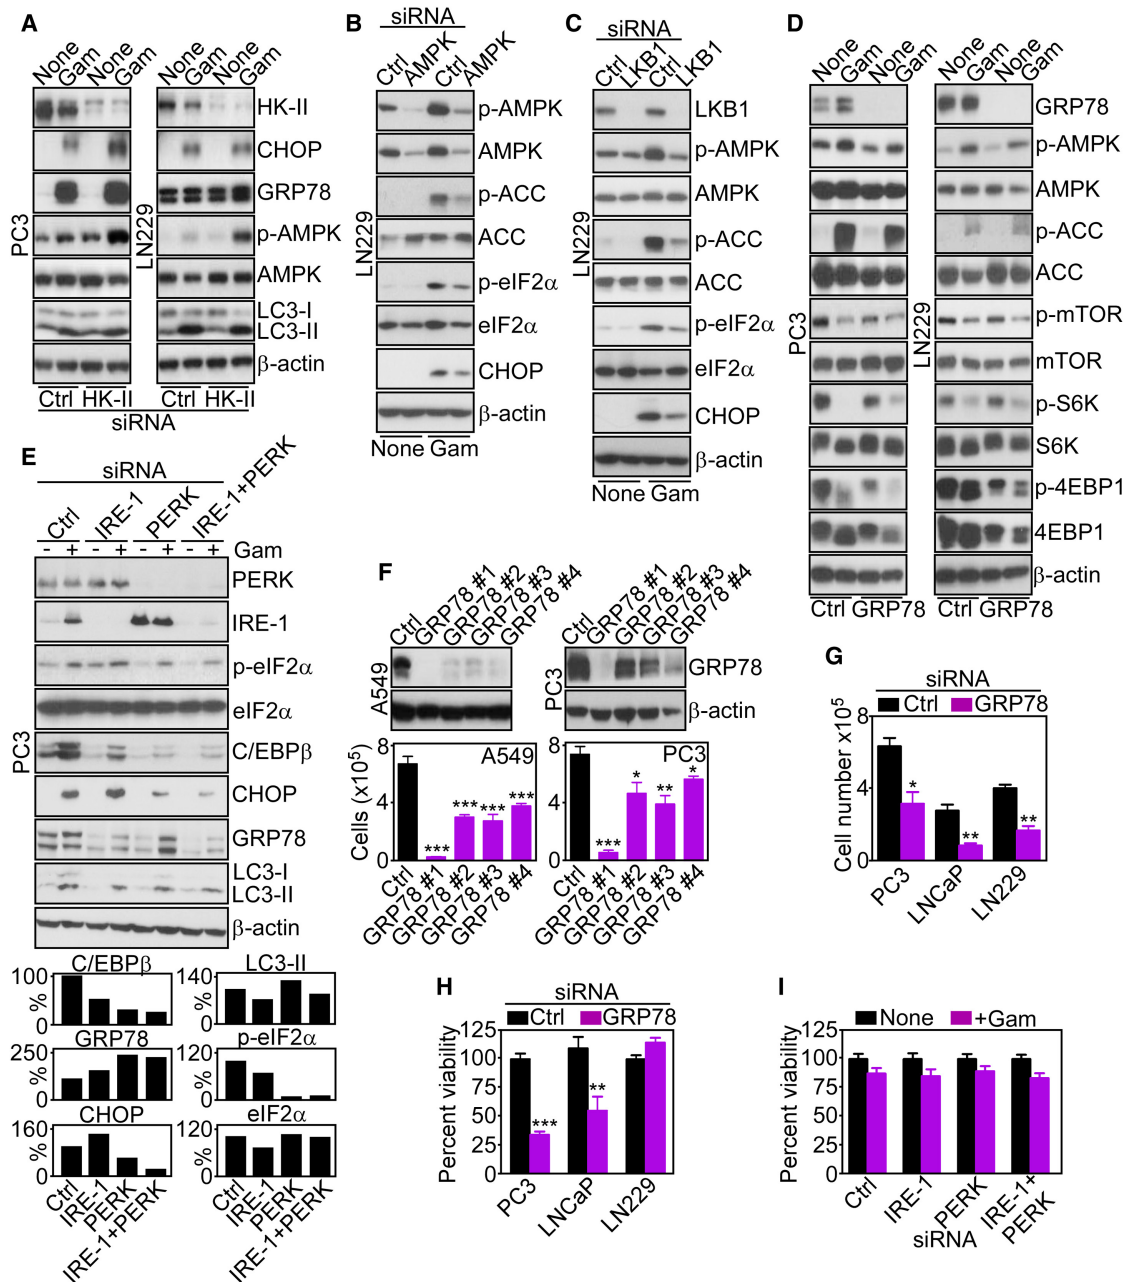 A
None
Gam
None
Gam
None
Gam
None
Gam
HK-II
CHOP
GRP78
p-AMPK
AMPK
LC3-I
LC3-II
β-actin
PC3
LN229
Ctrl HK-II
Ctrl HK-II
siRNA
B
siRNA
Ctrl
AMPK
Ctrl
AMPK
p-AMPK
AMPK
p-ACC
ACC
p-eIF2α
eIF2α
CHOP
β-actin
LN229
None Gam
C
siRNA
Ctrl
LKB1
Ctrl
LKB1
LKB1
p-AMPK
AMPK
p-ACC
ACC
p-eIF2α
eIF2α
CHOP
β-actin
LN229
None Gam
D
None
Gam
None
Gam
None
Gam
None
Gam
GRP78
p-AMPK
AMPK
p-ACC
ACC
p-mTOR
mTOR
p-S6K
S6K
p-4EBP1
4EBP1
β-actin
PC3
LN229
Ctrl GRP78
Ctrl GRP78
E
siRNA
Ctrl
IRE-1
PERK
IRE-1+PERK
- + - + - + - + Gam
PERK
IRE-1
p-eIF2α
eIF2α
C/EBPβ
CHOP
GRP78
LC3-I
LC3-II
β-actin
PC3
C/EBPβ
100
%
0
LC3-II
140
%
0
GRP78
250
%
0
p-eIF2α
120
%
0
CHOP
160
%
0
eIF2α
120
%
0
Ctrl
IRE-1
PERK
IRE-1+PERK
Ctrl
IRE-1
PERK
IRE-1+PERK
F
Ctrl
GRP78 #1
GRP78 #2
GRP78 #3
GRP78 #4
Ctrl
GRP78 #1
GRP78 #2
GRP78 #3
GRP78 #4
A549
PC3
GRP78
β-actin
Cells (x10⁵)
8
4
0
A549
***
***
***
***
8
4
0
PC3
***
*
**
*
Ctrl
GRP78 #1
GRP78 #2
GRP78 #3
GRP78 #4
Ctrl
GRP78 #1
GRP78 #2
GRP78 #3
GRP78 #4
G
siRNA
Ctrl GRP78
Cell number x10⁵
8
4
0
*
**
**
PC3
LNCaP
LN229
H
siRNA
Ctrl GRP78
Percent viability
125
100
75
50
25
0
***
**
PC3
LNCaP
LN229
I
None +Gam
Percent viability
125
100
75
50
25
0
Ctrl
IRE-1
PERK
IRE-1+
PERK
siRNA